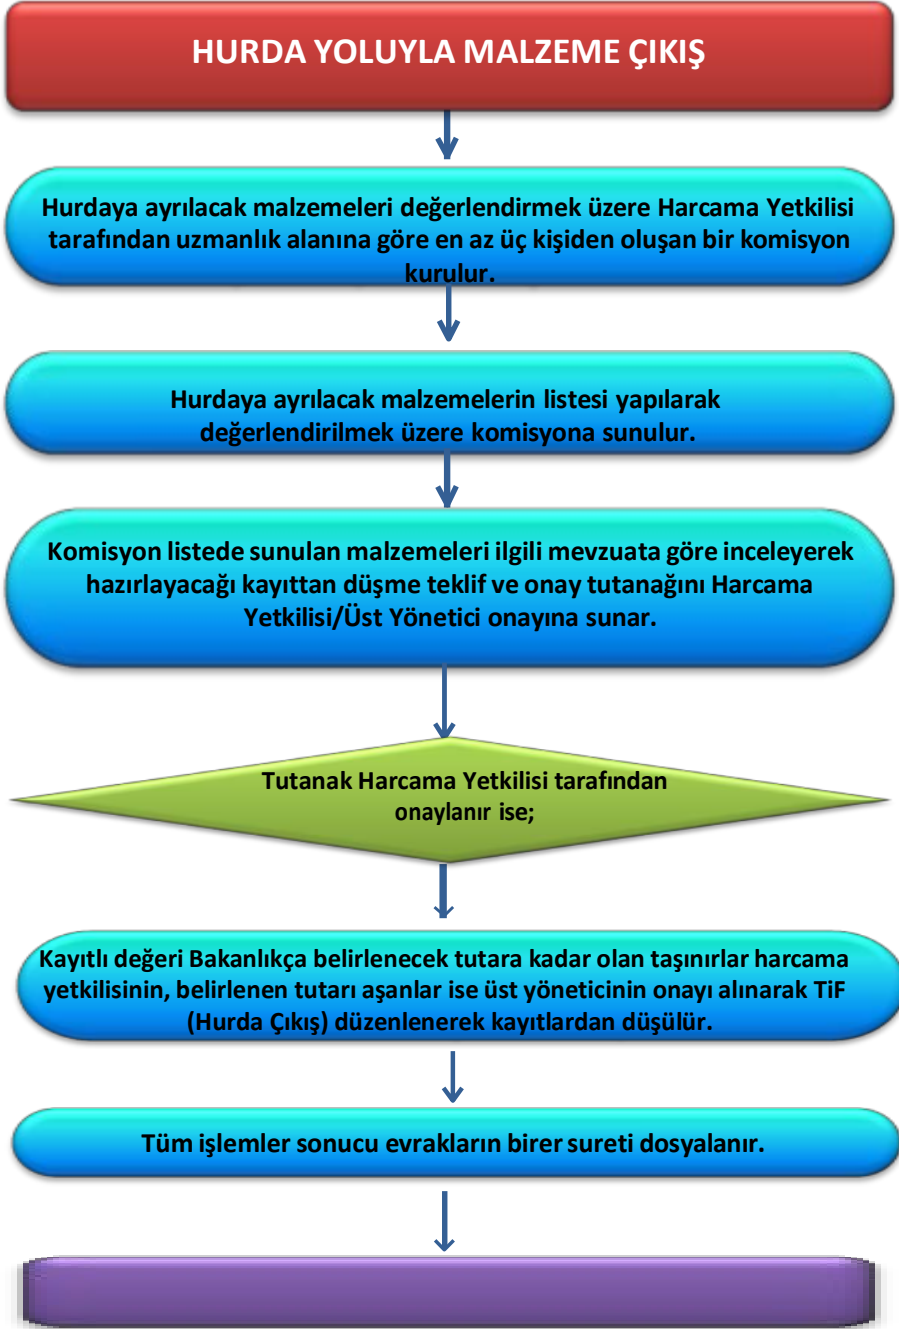 HURDA YOLUYLA MALZEME ÇIKIŞ
Hurdaya ayrılacak malzemeleri değerlendirmek üzere Harcama Yetkilisi
tarafından uzmanlık alanına göre en az üç kişiden oluşan bir komisyon
kurulur.
Hurdaya ayrılacak malzemelerin listesi yapılarak
değerlendirilmek üzere komisyona sunulur.
Komisyon listede sunulan malzemeleri ilgili mevzuata göre inceleyerek
hazırlayacağı kayıttan düşme teklif ve onay tutanağını Harcama
Yetkilisi/Üst Yönetici onayına sunar.
Tutanak Harcama Yetkilisi tarafından
onaylanır ise;
Kayıtlı değeri Bakanlıkça belirlenecek tutara kadar olan taşınırlar harcama
yetkilisinin, belirlenen tutarı aşanlar ise üst yöneticinin onayı alınarak TiF
(Hurda Çıkış) düzenlenerek kayıtlardan düşülür.
Tüm işlemler sonucu evrakların birer sureti dosyalanır.